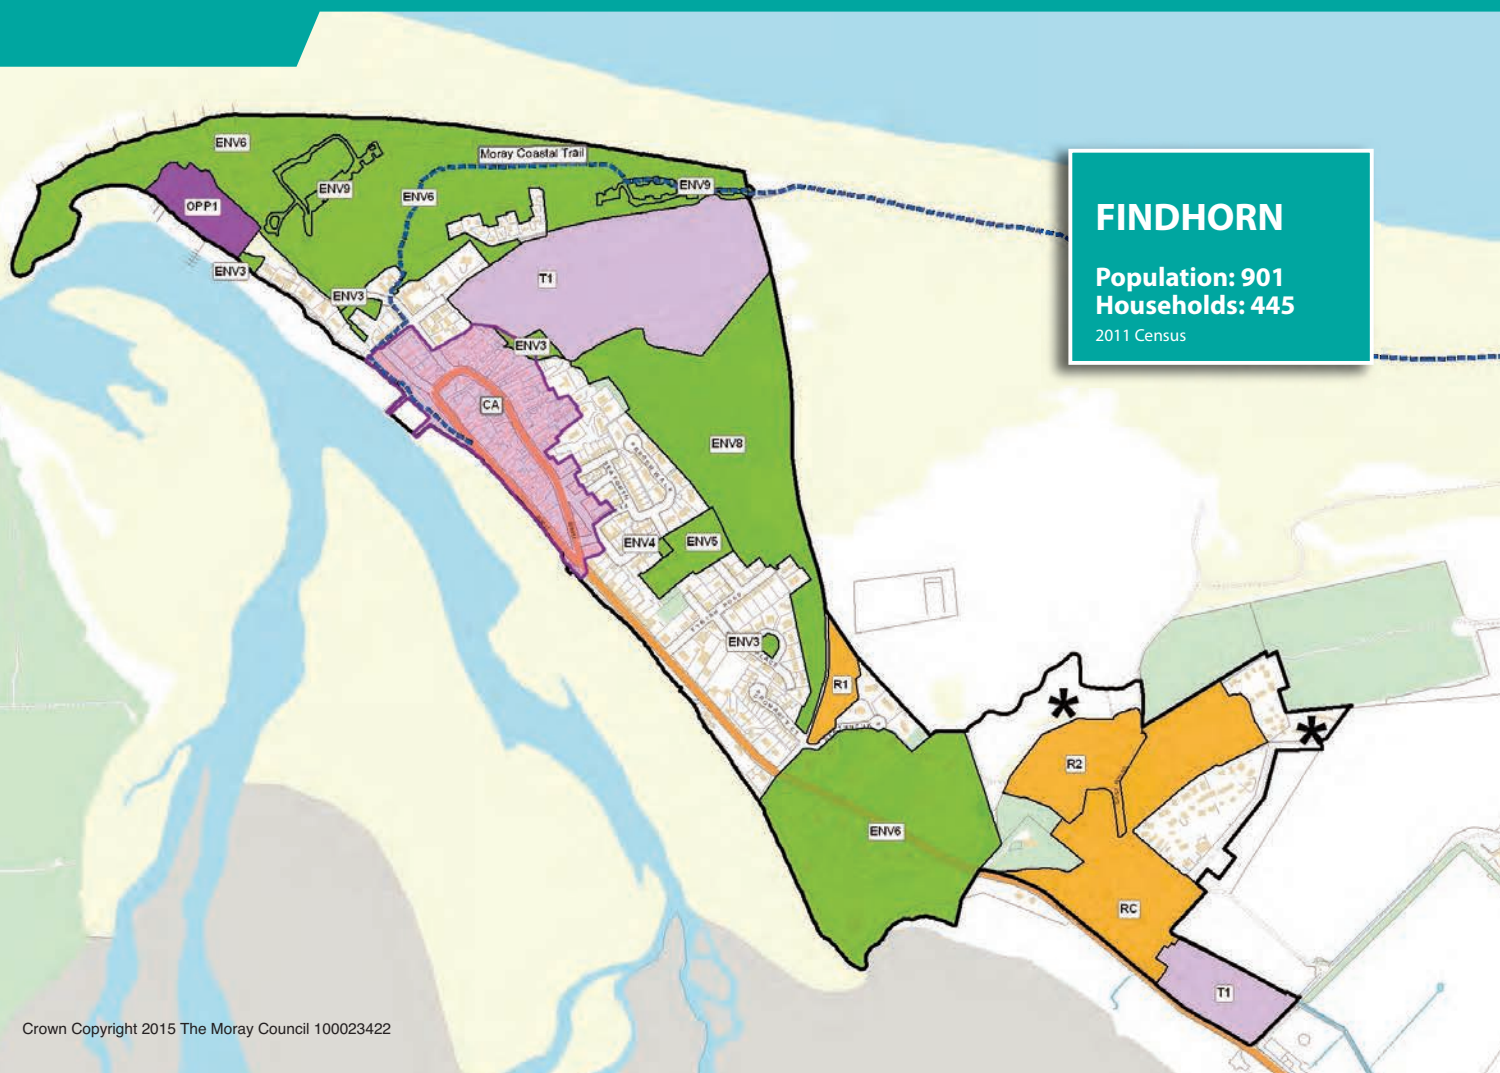 FINDHORN
Population: 901
Households: 445
2011 Census
ENV6
Moray Coastal Trail
ENV9
ENV9
ENV6
OPP1
ENV3
T1
ENV3
ENV3
CA
ENV8
ENV4
ENV5
ENV3
R1
*
*
R2
ENV6
RC
T1
Crown Copyright 2015 The Moray Council 100023422